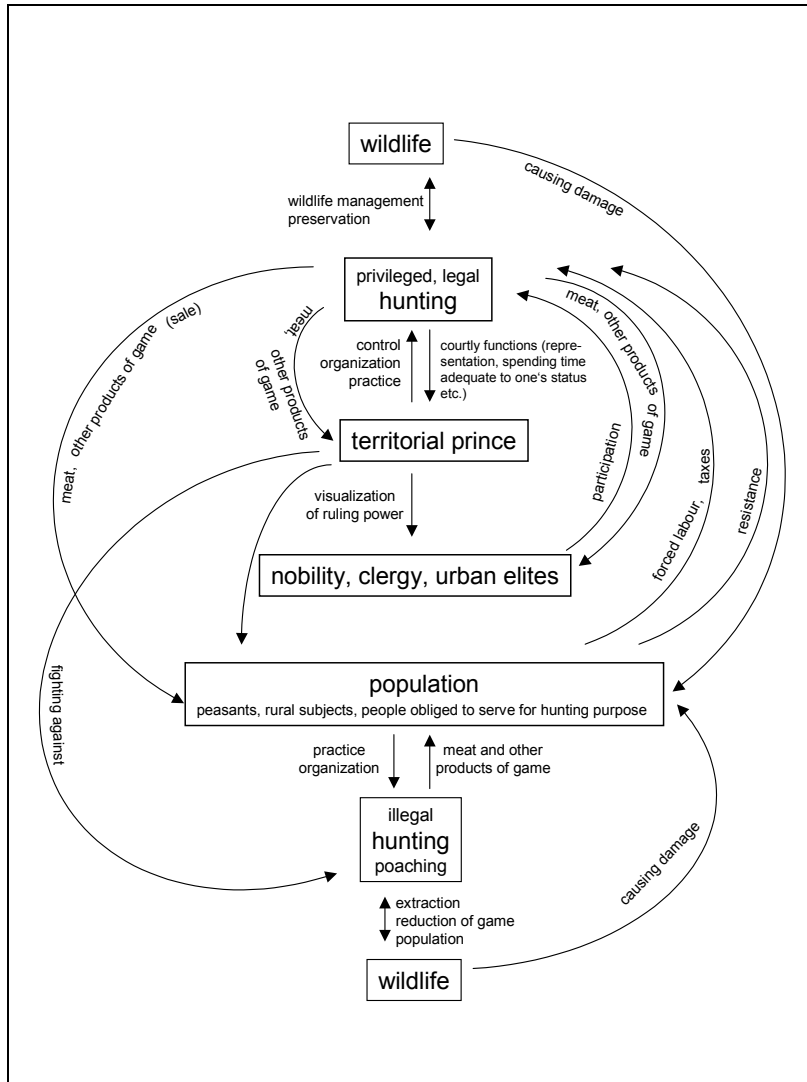 wildlife
causing damage
wildlife management
preservation
privileged, legal
hunting
meat, other products of game (sale)
meat,
other products
of game
control
organization
practice
courtly functions (repre-
sentation, spending time
adequate to one's status
etc.)
meat, other products of game
participation
forced labour, taxes
resistance
territorial prince
visualization
of ruling power
nobility, clergy, urban elites
fighting against
population
peasants, rural subjects, people obliged to serve for hunting purpose
practice
organization
meat and other
products of game
illegal
hunting
poaching
causing damage
extraction
reduction of game
population
wildlife